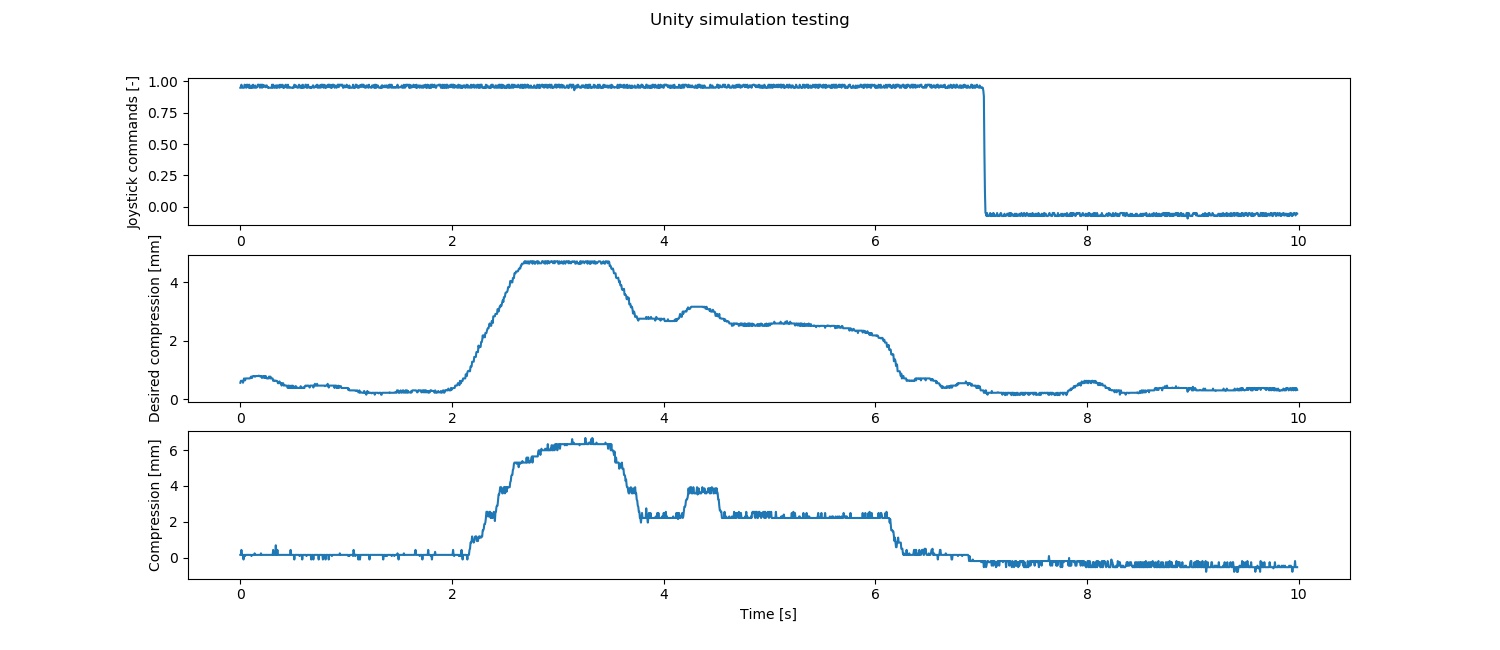 Unity simulation testing
Joystick commands [-]
1.00
0.75
0.50
0.25
0.00
0 2 4 6 8 10
Desired compression [mm]
4
2
0
0 2 4 6 8 10
Compression [mm]
6
4
2
0
0 2 4 6 8 10
Time [s]